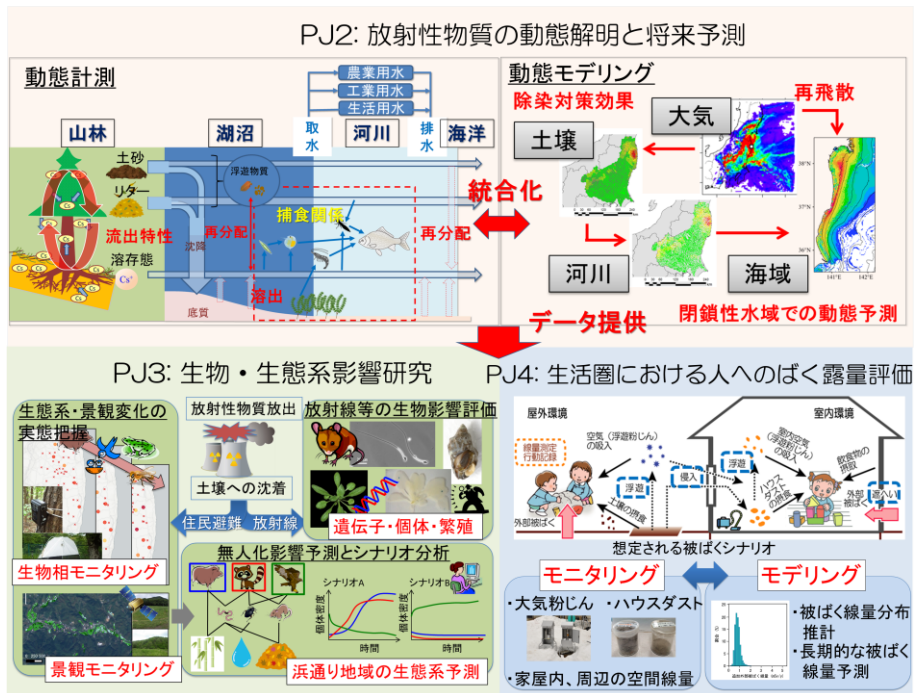 PJ2: 放射性物質の動態解明と将来予測
動態計測
農業用水
工業用水
生活用水
取水
排水
山林
湖沼
河川
海洋
土砂
リター
流出特性
溶存態
Cs⁺
浮遊物質
沈降
再分配
捕食関係
溶出
底質
再分配
統合化
動態モデリング
除染対策効果
再飛散
土壌
大気
河川
海域
38°N
37°N
36°N
141°E
142°E
閉鎖性水域での動態予測
データ提供
PJ3: 生物・生態系影響研究
生態系・景観変化の
実態把握
生物相モニタリング
景観モニタリング
放射性物質放出
土壌への沈着
住民避難 放射線
放射線等の生物影響評価
遺伝子・個体・繁殖
無人化影響予測とシナリオ分析
シナリオA
個体密度
時間
シナリオB
個体密度
時間
浜通り地域の生態系予測
PJ4: 生活圏における人へのばく露量評価
屋外環境
室内環境
線量測定
行動記録
空気(浮遊粉じん)
の吸入
浮遊
土壌の摂食
外部被ばく
侵入
室内空気
(浮遊粉じん)
の吸入
浮遊
ハウス
ダストの摂食
飲食物の
摂取
外部
被ばく
遮へい
想定される被ばくシナリオ
モニタリング
・大気粉じん
・ハウスダスト
・家屋内、周辺の空間線量
モデリング
・被ばく線量分布
推計
・長期的な被ばく
線量予測